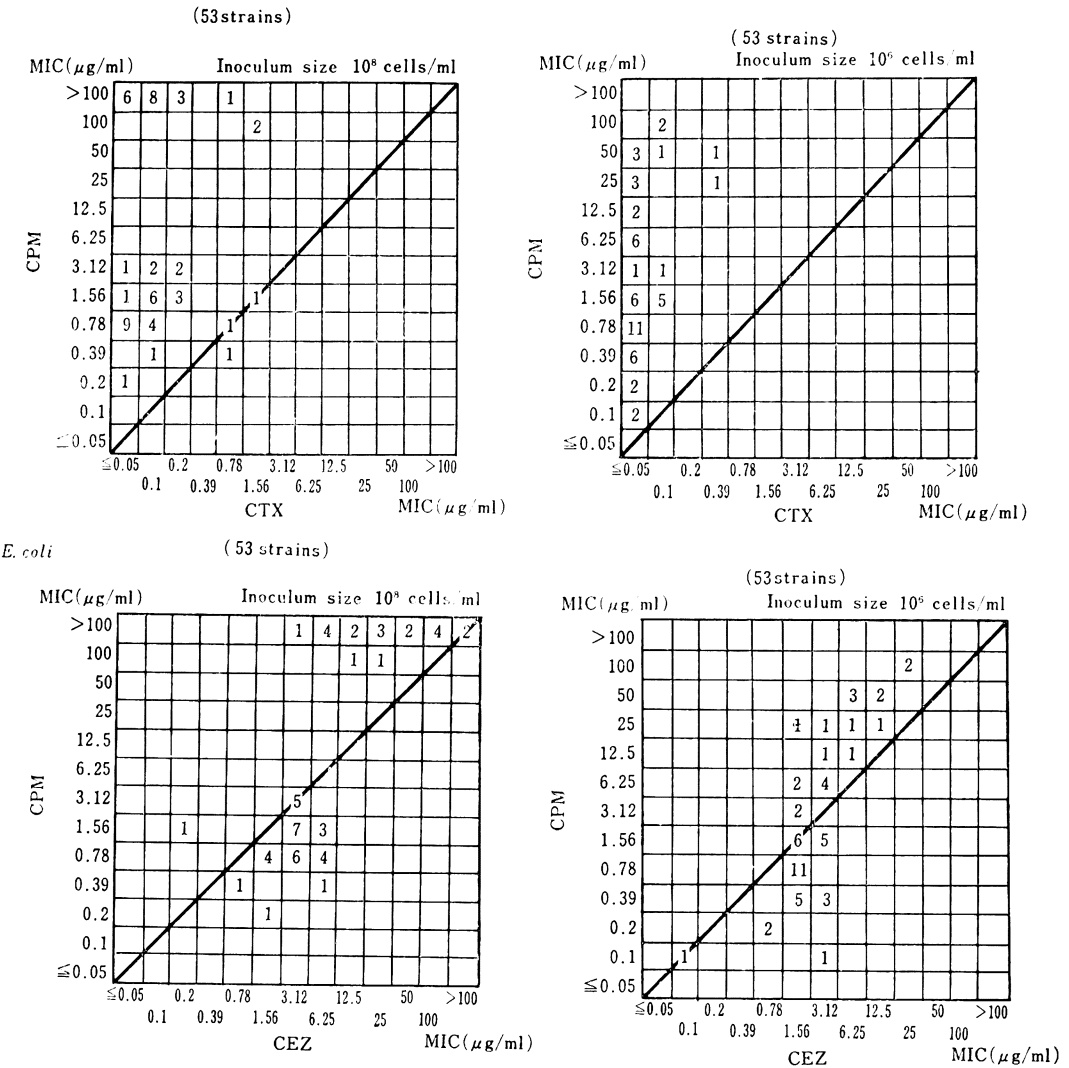 (53strains)
MIC(μg/ml) Inoculum size 10⁸ cells/ml
>100 6 8 3 1
100 2
50
25
12.5
6.25
3.12 1 2 2
1.56 1 6 3 1
0.78 9 4 1
0.39 1 1
0.2 1
0.1
≦0.05
CPM
≦0.05 0.2 0.78 3.12 12.5 50 >100
0.1 0.39 1.56 6.25 25 100
CTX MIC(μg/ml)
(53 strains)
MIC(μg/ml) Inoculum size 10⁶ cells/ml
>100
100 2
50 3 1 1
25 3 1
12.5 2
6.25 6
3.12 1 1
1.56 6 5
0.78 11
0.39 6
0.2 2
0.1 2
≦0.05
CPM
≦0.05 0.2 0.78 3.12 12.5 50 >100
0.1 0.39 1.56 6.25 25 100
CTX MIC(μg/ml)
E. coli (53 strains)
MIC(μg/ml) Inoculum size 10⁸ cells/ml
>100 1 4 2 3 2 4 2
100 1 1
50
25
12.5
6.25
3.12 5
1.56 1 7 3
0.78 4 6 4
0.39 1 1
0.2 1
0.1
≦0.05
CPM
≦0.05 0.2 0.78 3.12 12.5 50 >100
0.1 0.39 1.56 6.25 25 100
CEZ MIC(μg/ml)
(53strains)
MIC(μg/ml) Inoculum size 10⁶ cells/ml
>100
100 2
50 3 2
25 1 1 1 1
12.5 1 1
6.25 2 4
3.12 2
1.56 6 5
0.78 11
0.39 5 3
0.2 2
0.1 1 1
≦0.05
CPM
≦0.05 0.2 0.78 3.12 12.5 50 >100
0.1 0.39 1.56 6.25 25 100
CEZ MIC(μg/ml)